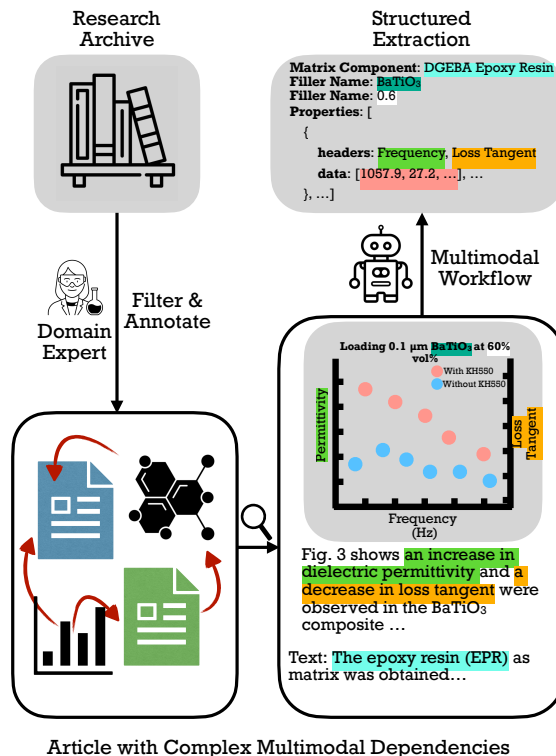 Research
Archive
Structured
Extraction
Matrix Component: DGEBA Epoxy Resin
Filler Name: BaTiO₃
Filler Name: 0.6
Properties: [
{
headers: Frequency, Loss Tangent
data: [1057.9, 27.2, ...], ...
}, ...]
Domain
Expert
Filter &
Annotate
Multimodal
Workflow
Loading 0.1 µm BaTiO₃ at 60%
vol%
With KH550
Without KH550
Permittivity
Loss
Tangent
Frequency
(Hz)
Fig. 3 shows an increase in
dielectric permittivity and a
decrease in loss tangent were
observed in the BaTiO₃
composite ...
Text: The epoxy resin (EPR) as
matrix was obtained...
Article with Complex Multimodal Dependencies